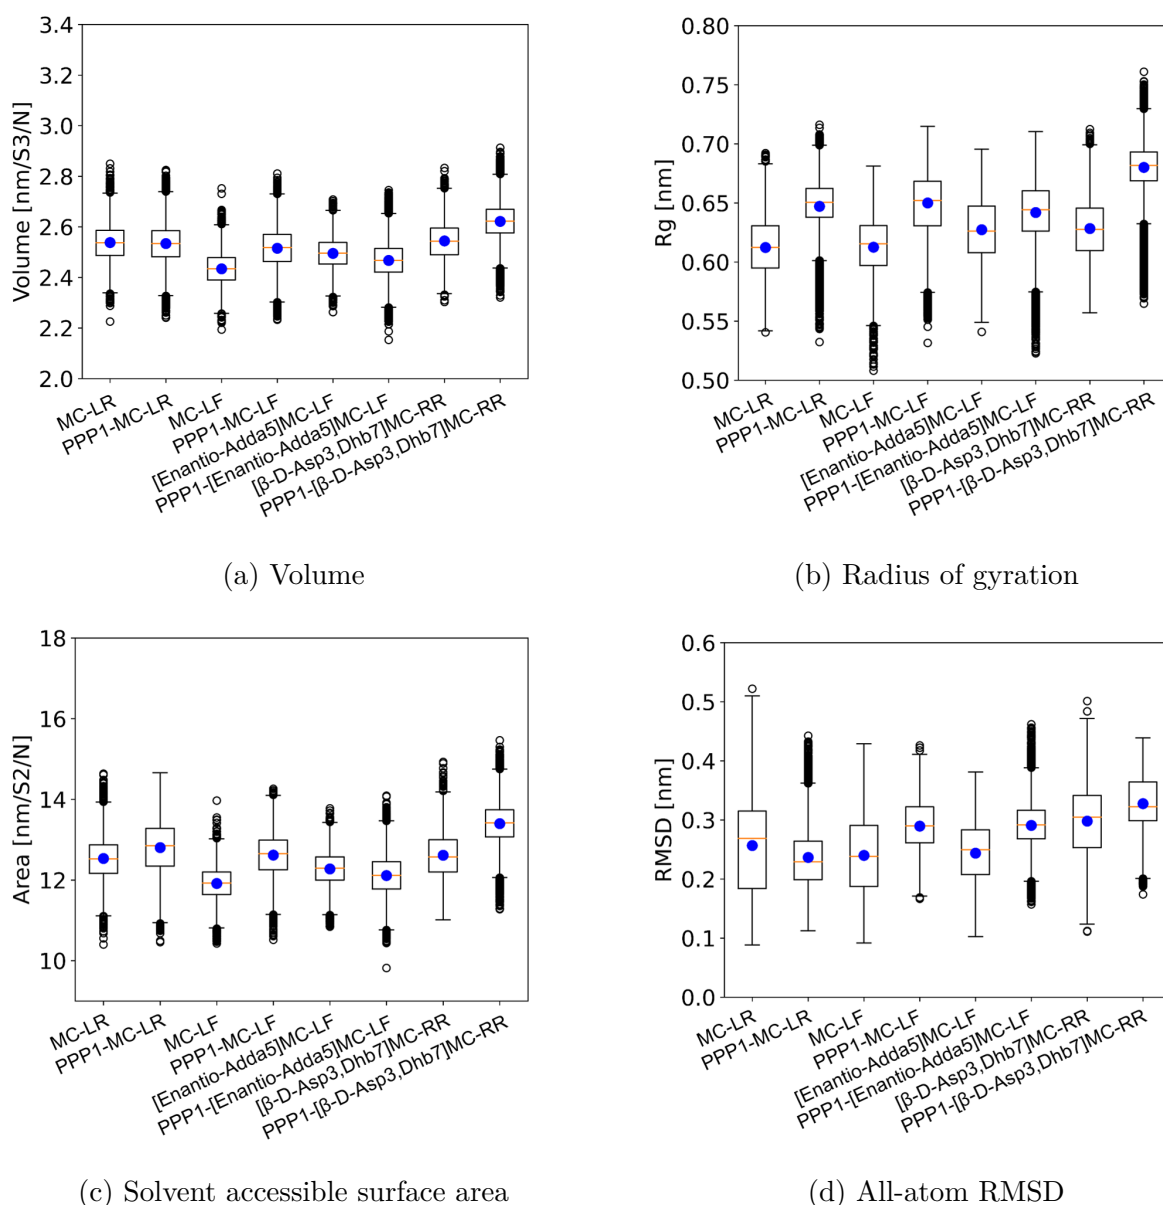 3.4
3.2
3.0
2.8
2.6
2.4
2.2
2.0
Volume [nm/S3/N]
MC-LR
PPP1-MC-LR
MC-LF
PPP1-MC-LF
[Enantio-Adda5]MC-LF
PPP1-[Enantio-Adda5]MC-LF
[β-D-Asp3,Dhb7]MC-RR
PPP1-[β-D-Asp3,Dhb7]MC-RR
(a) Volume
0.80
0.75
0.70
0.65
0.60
0.55
0.50
Rg [nm]
MC-LR
PPP1-MC-LR
MC-LF
PPP1-MC-LF
[Enantio-Adda5]MC-LF
PPP1-[Enantio-Adda5]MC-LF
[β-D-Asp3,Dhb7]MC-RR
PPP1-[β-D-Asp3,Dhb7]MC-RR
(b) Radius of gyration
18
16
14
12
10
Area [nm/S2/N]
MC-LR
PPP1-MC-LR
MC-LF
PPP1-MC-LF
[Enantio-Adda5]MC-LF
PPP1-[Enantio-Adda5]MC-LF
[β-D-Asp3,Dhb7]MC-RR
PPP1-[β-D-Asp3,Dhb7]MC-RR
(c) Solvent accessible surface area
0.6
0.5
0.4
0.3
0.2
0.1
0.0
RMSD [nm]
MC-LR
PPP1-MC-LR
MC-LF
PPP1-MC-LF
[Enantio-Adda5]MC-LF
PPP1-[Enantio-Adda5]MC-LF
[β-D-Asp3,Dhb7]MC-RR
PPP1-[β-D-Asp3,Dhb7]MC-RR
(d) All-atom RMSD